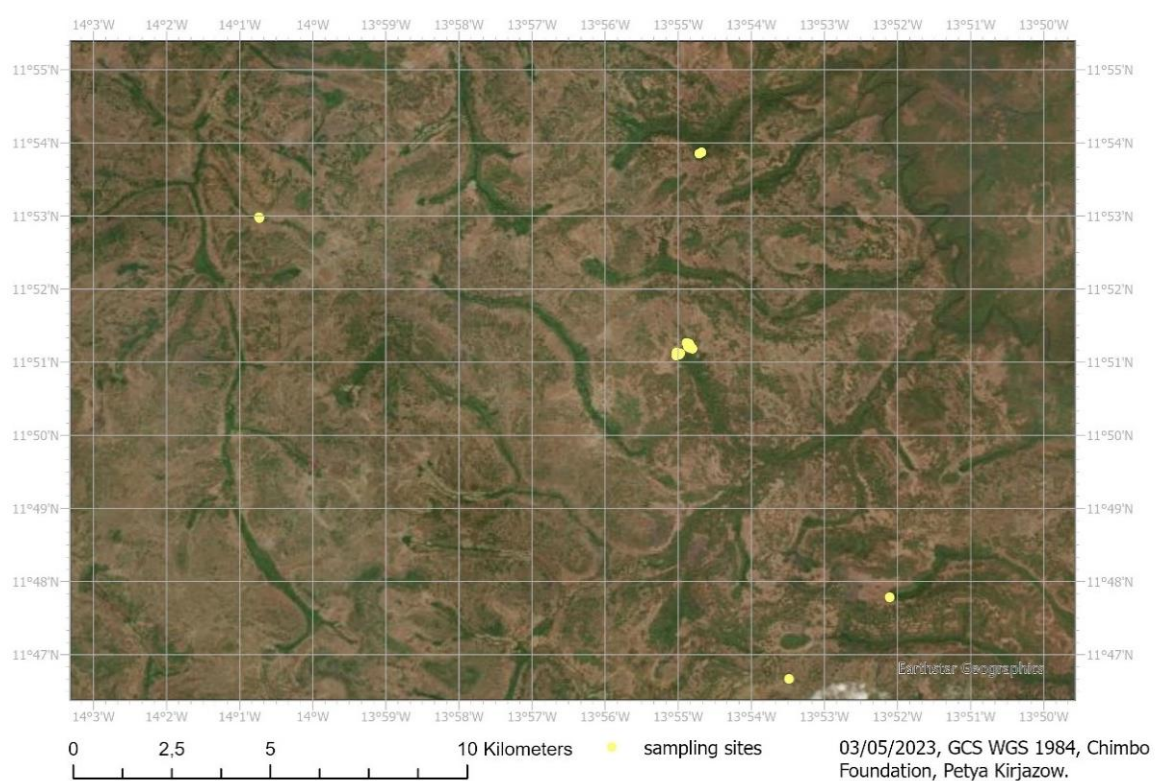 14°3'W 14°2'W 14°1'W 14° 13°59'W 13°58'W 13°57'W 13°56'W 13°55'W 13°54'W 13°53'W 13°52'W 13°51'W 13°50'W
11°55'N 11°55'N
11°54'N 11°54'N
11°53'N 11°53'N
11°52'N 11°52'N
11°51'N 11°51'N
11°50'N 11°50'N
11°49'N 11°49'N
11°48'N 11°48'N
11°47'N 11°47'N
Earthstar Geographics
14°3'W 14°2'W 14°1'W 14° 13°59'W 13°58'W 13°57'W 13°56'W 13°55'W 13°54'W 13°53'W 13°52'W 13°51'W 13°50'W
0 2,5 5 10 Kilometers sampling sites 03/05/2023, GCS WGS 1984, Chimbo
Foundation, Petya Kirjazow.